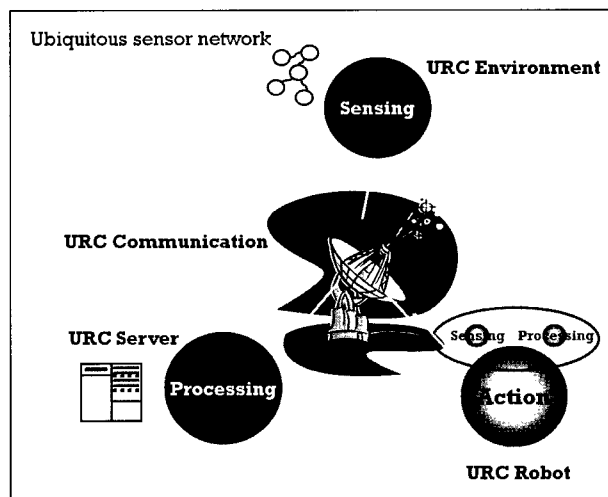 Ubiquitous sensor network
URC Environment
Sensing
URC Communication
URC Server
Sensing Processing
Processing
Action
URC Robot